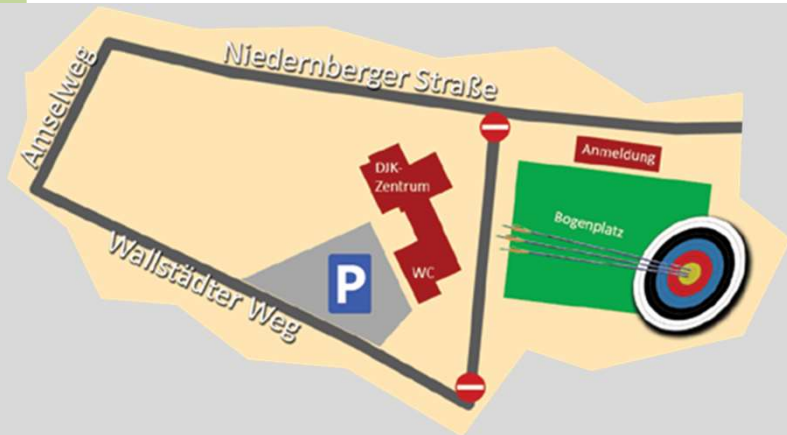 Niedernberger Straße
Amselweg
Anmeldung
DJK-
Zentrum
Bogenplatz
Wallstädter Weg
WC
P